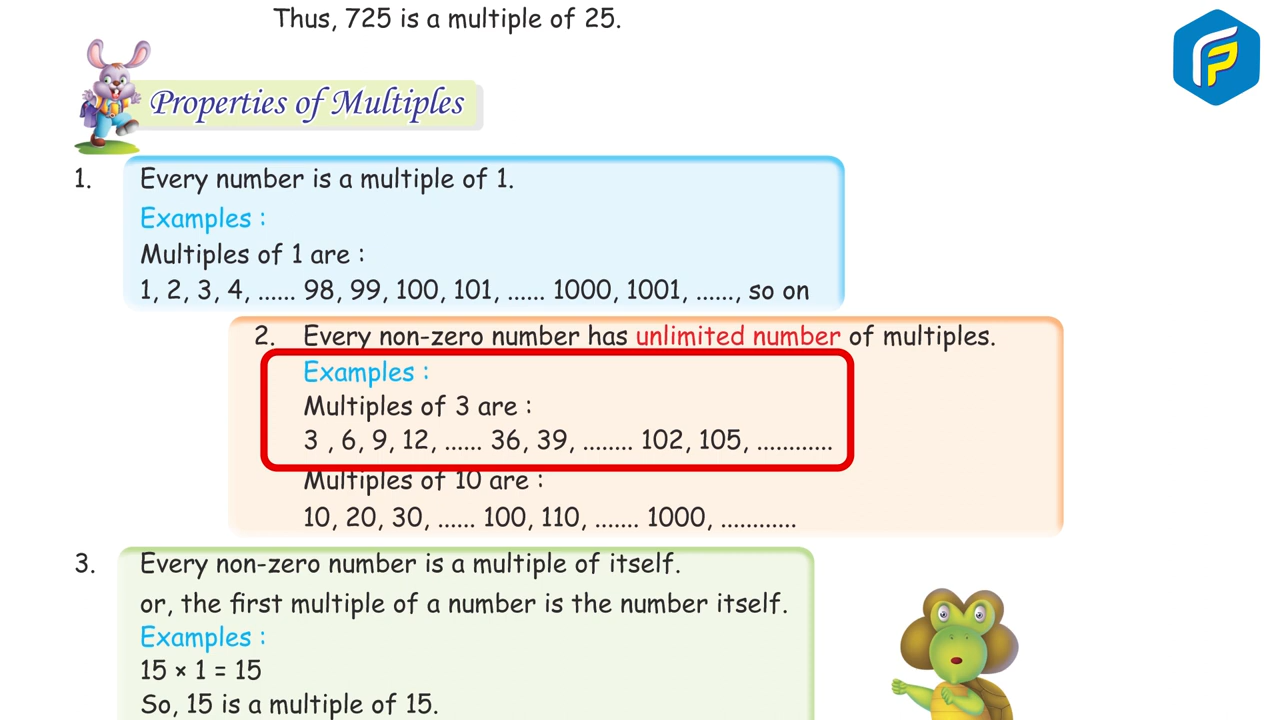 Thus, 725 is a multiple of 25.
Properties of Multiples
1. Every number is a multiple of 1.
Examples :
Multiples of 1 are :
1, 2, 3, 4, ...... 98, 99, 100, 101, ...... 1000, 1001, ......, so on
2. Every non-zero number has unlimited number of multiples.
Examples :
Multiples of 3 are :
3 , 6, 9, 12, ...... 36, 39, ........ 102, 105, ............
Multiples of 10 are :
10, 20, 30, ...... 100, 110, ....... 1000, ............
3. Every non-zero number is a multiple of itself.
or, the first multiple of a number is the number itself.
Examples :
15 × 1 = 15
So, 15 is a multiple of 15.